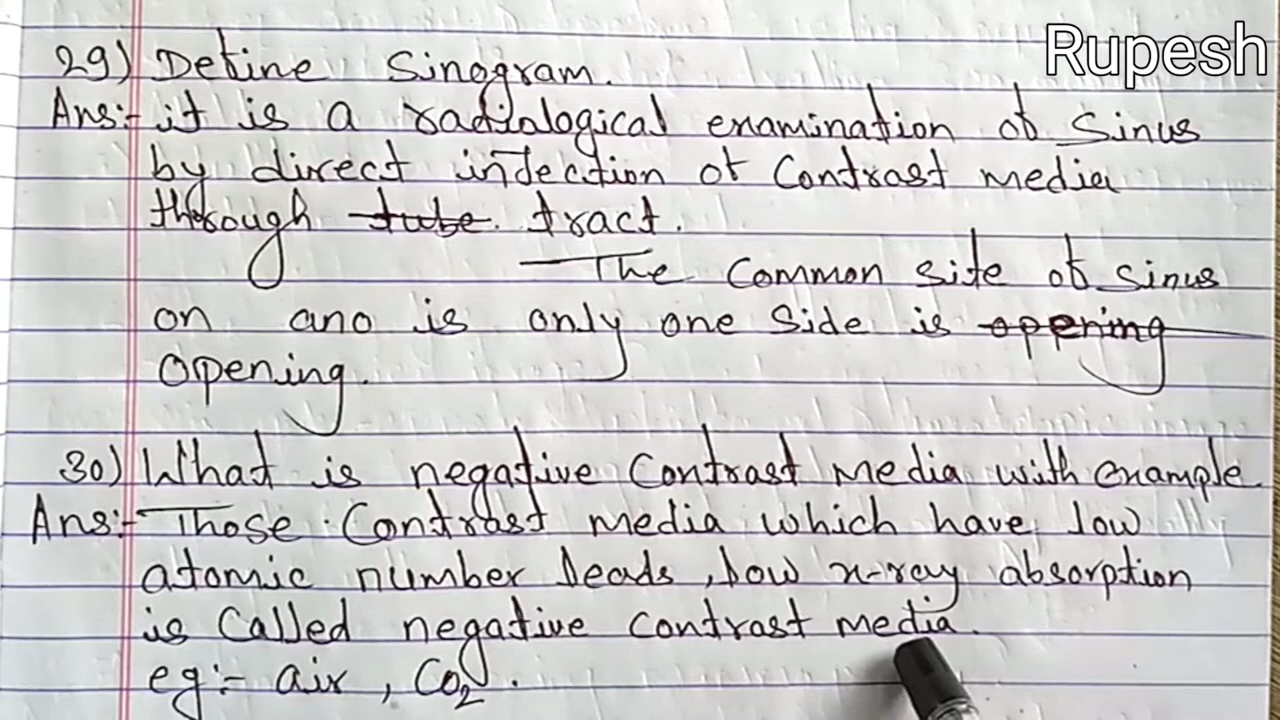 Rupesh
29) Define Sinogram.
Ans:- it is a radiological examination of Sinus
by direct injection of Contrast media
through tube. tract.
The Common site of sinus
on ano is only one side is opening
Opening.
30) What is negative Contrast media with example.
Ans:- Those Contrast media which have low
atomic number leads, low x-ray absorption
is Called negative contrast media.
eg:- air, CO2.